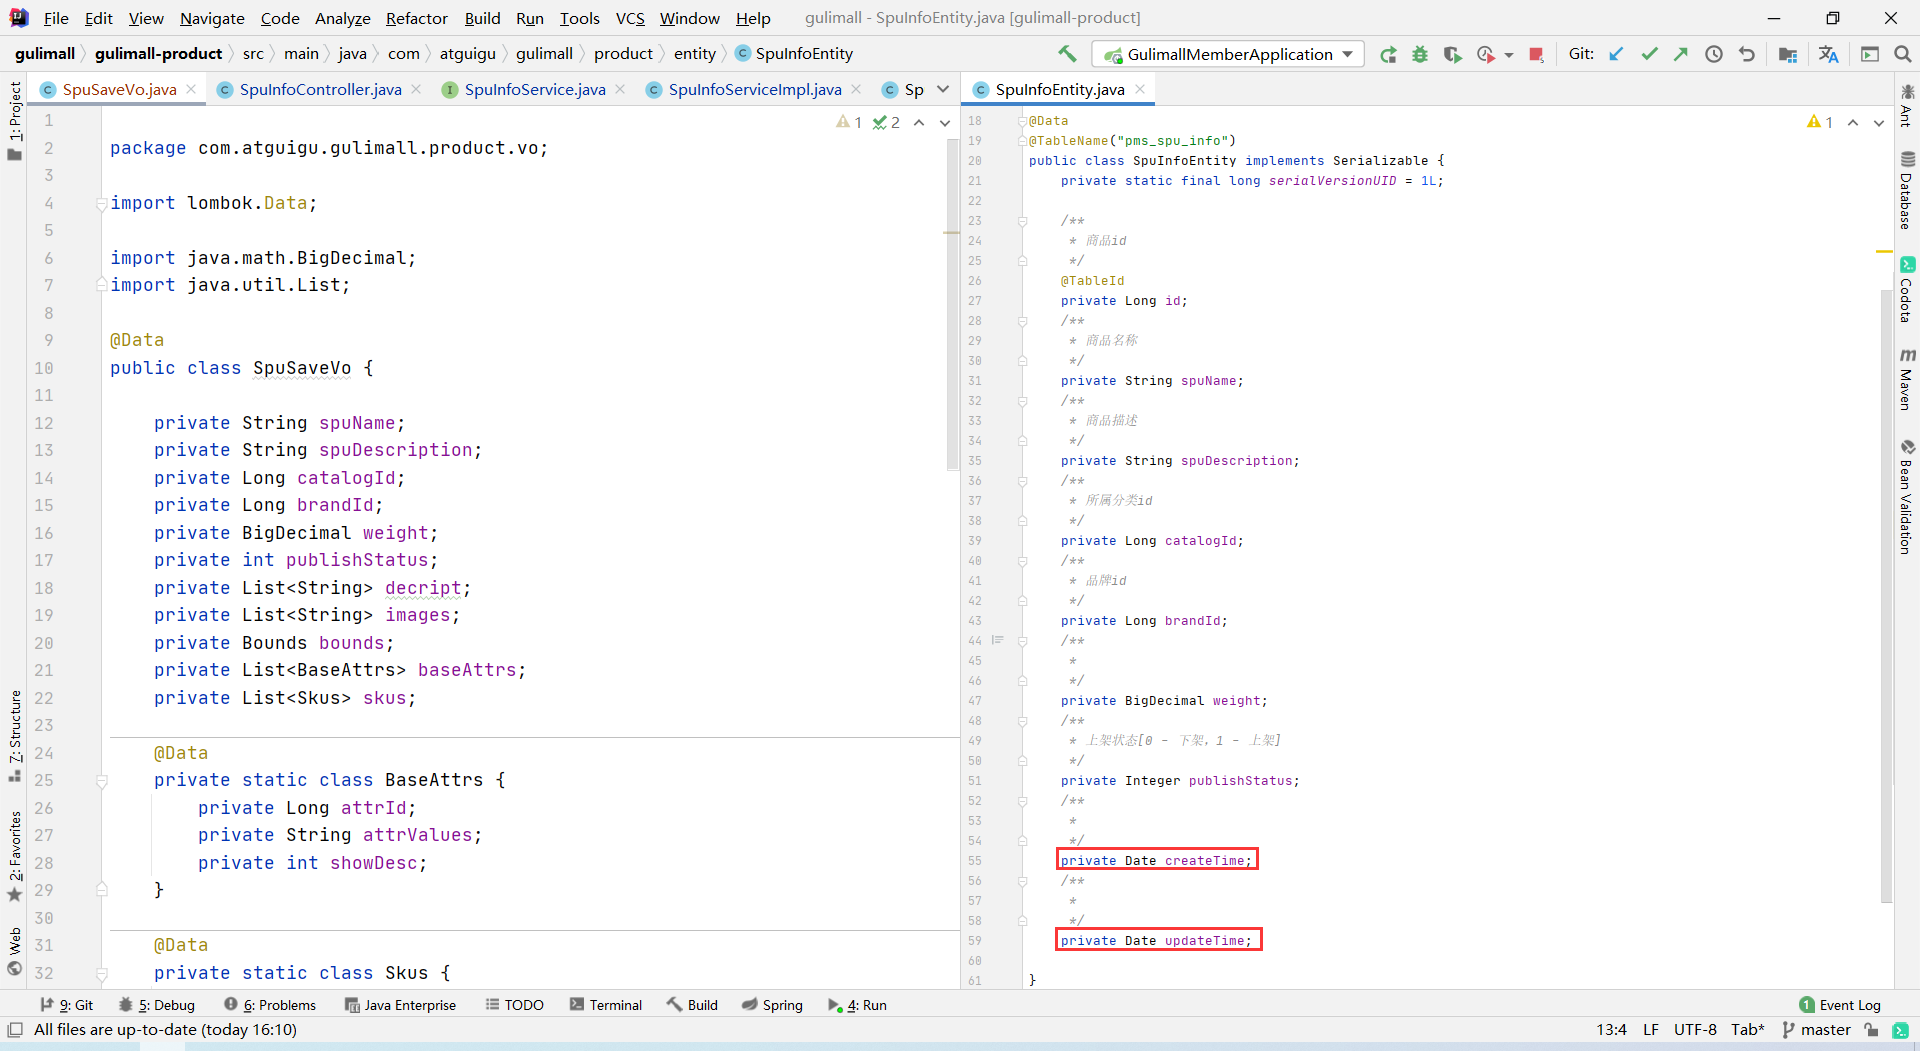 File Edit View Navigate Code Analyze Refactor Build Run Tools VCS Window Help gulimall - SpuInfoEntity.java [gulimall-product]
gulimall gulimall-product src main java com atguigu gulimall product entity SpuInfoEntity GulimallMemberApplication Git:
SpuSaveVo.java SpuInfoController.java SpuInfoService.java SpuInfoServiceImpl.java Sp SpuInfoEntity.java
1: Project
7: Structure
2: Favorites
Web
1 2
1
2 package com.atguigu.gulimall.product.vo;
3
4 import lombok.Data;
5
6 import java.math.BigDecimal;
7 import java.util.List;
8
9 @Data
10 public class SpuSaveVo {
11
12 private String spuName;
13 private String spuDescription;
14 private Long catalogId;
15 private Long brandId;
16 private BigDecimal weight;
17 private int publishStatus;
18 private List<String> decript;
19 private List<String> images;
20 private Bounds bounds;
21 private List<BaseAttrs> baseAttrs;
22 private List<Skus> skus;
23
24 @Data
25 private static class BaseAttrs {
26 private Long attrId;
27 private String attrValues;
28 private int showDesc;
29 }
30
31 @Data
32 private static class Skus {
1
18 @Data
19 @TableName("pms_spu_info")
20 public class SpuInfoEntity implements Serializable {
21 private static final long serialVersionUID = 1L;
22
23 /**
24 * 商品id
25 */
26 @TableId
27 private Long id;
28 /**
29 * 商品名称
30 */
31 private String spuName;
32 /**
33 * 商品描述
34 */
35 private String spuDescription;
36 /**
37 * 所属分类id
38 */
39 private Long catalogId;
40 /**
41 * 品牌id
42 */
43 private Long brandId;
44 /**
45 *
46 */
47 private BigDecimal weight;
48 /**
49 * 上架状态[0 - 下架，1 - 上架]
50 */
51 private Integer publishStatus;
52 /**
53 *
54 */
55 private Date createTime;
56 /**
57 *
58 */
59 private Date updateTime;
60
61 }
Ant
Database
Codota
m Maven
Bean Validation
9: Git 5: Debug 6: Problems Java Enterprise TODO Terminal Build Spring 4: Run 1 Event Log
All files are up-to-date (today 16:10) 13:4 LF UTF-8 Tab* master